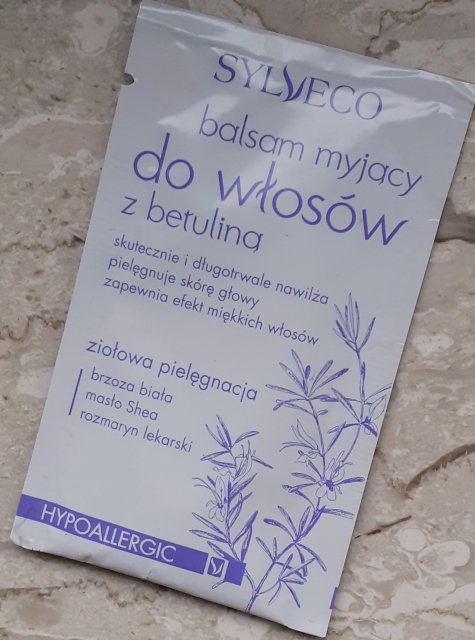 SYLVECO
balsam myjący
do włosów
z betuliną
skutecznie i długotrwale nawilża
pielęgnuje skórę głowy
zapewnia efekt miękkich włosów
ziołowa pielęgnacja
brzoza biała
masło Shea
rozmaryn lekarski
HYPOALLERGIC